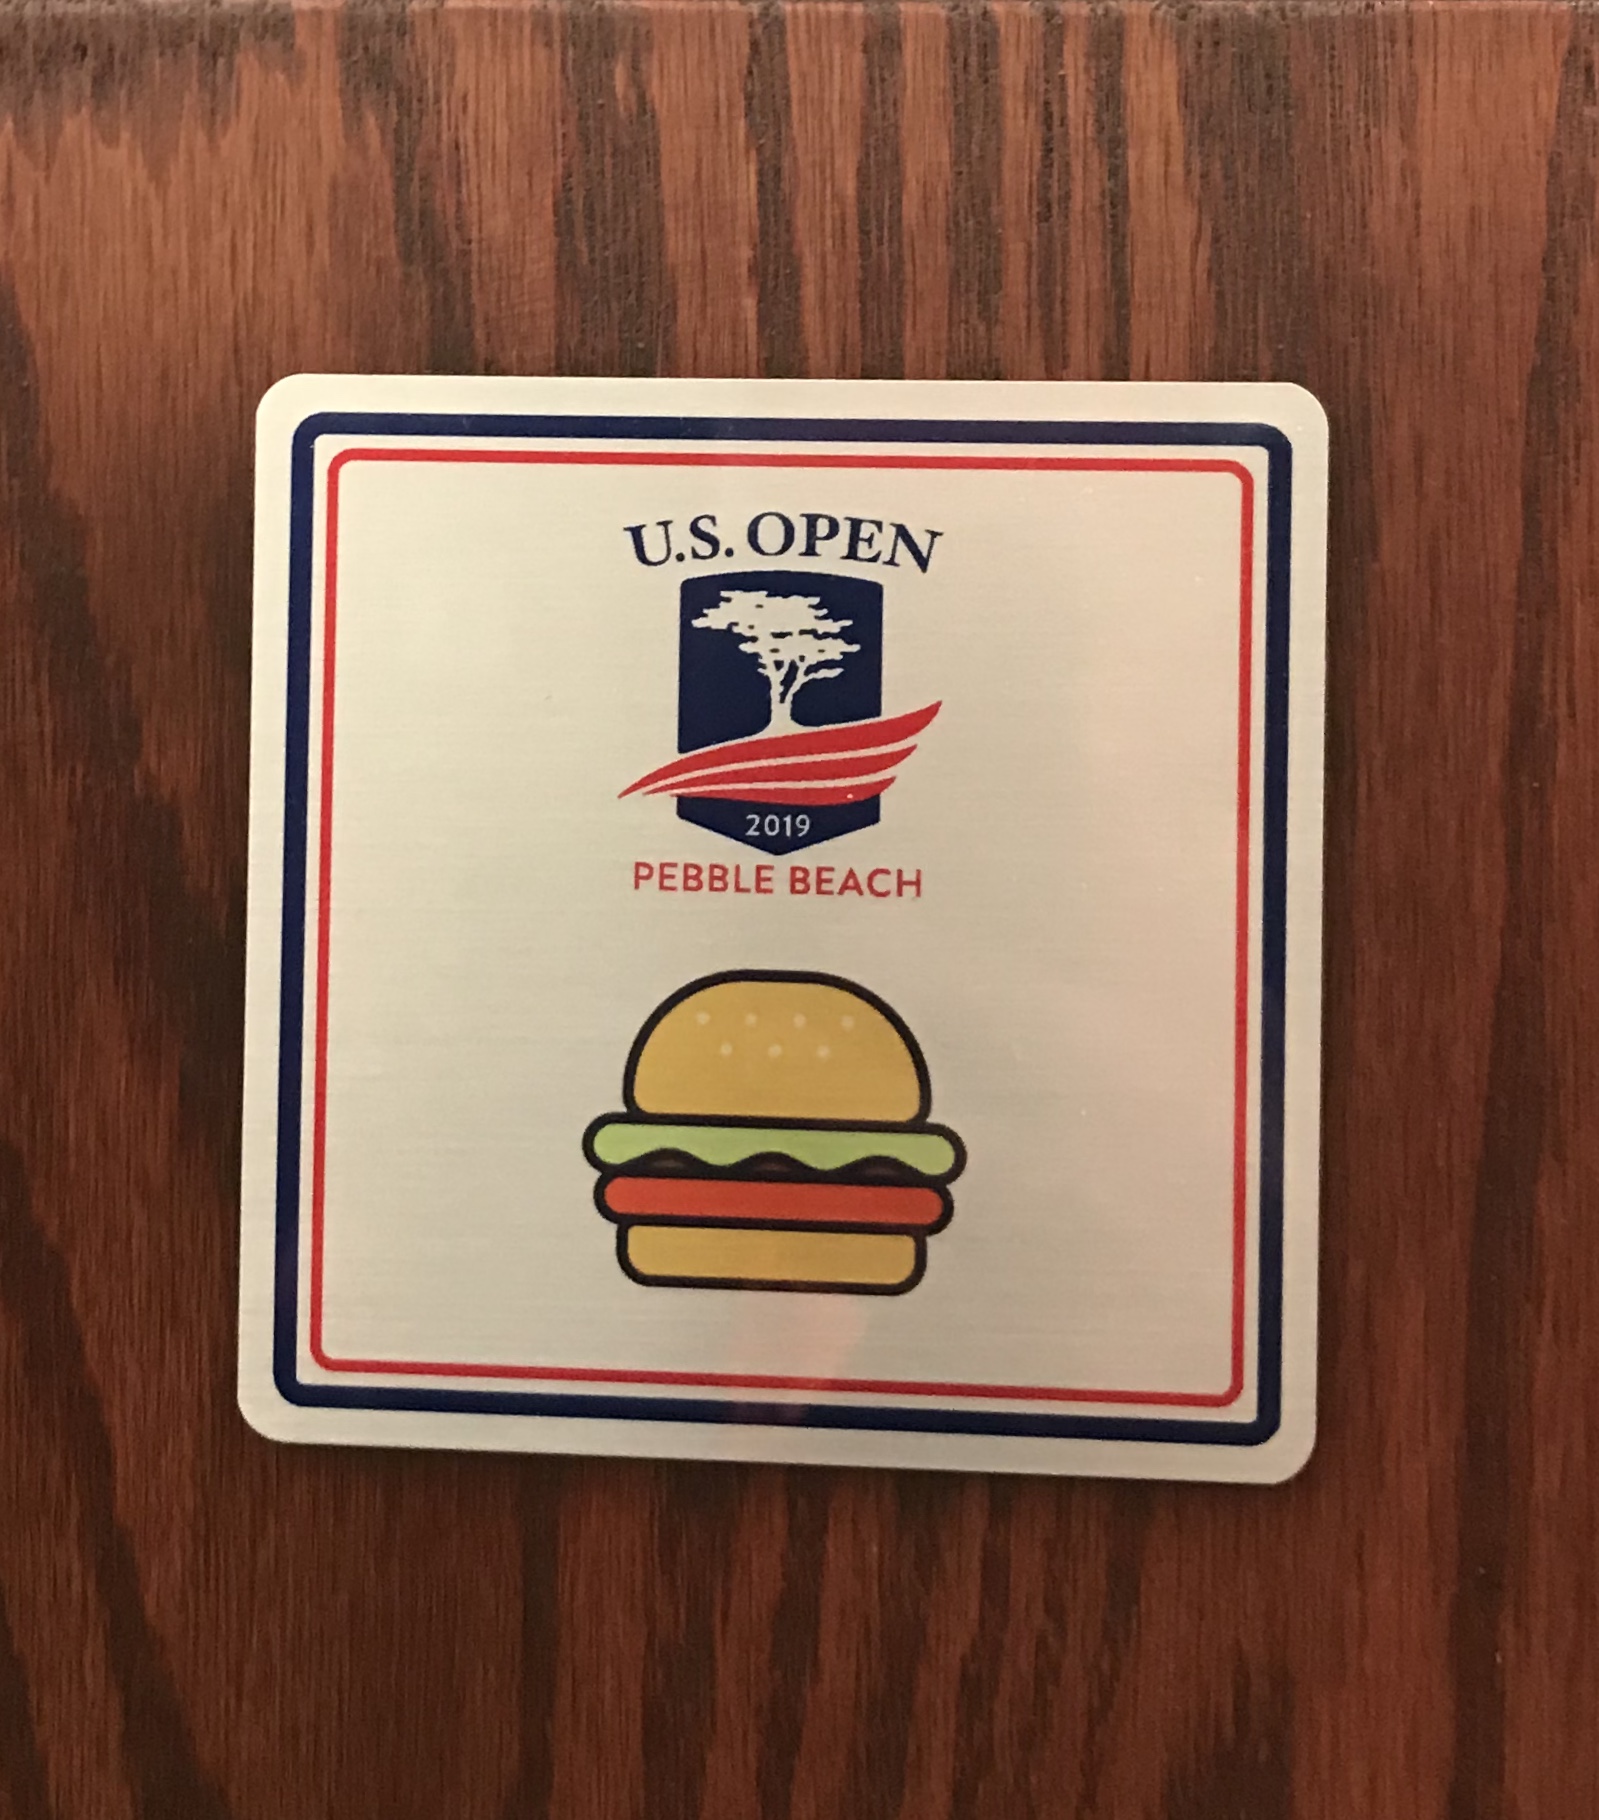 U.S. OPEN
2019
PEBBLE BEACH